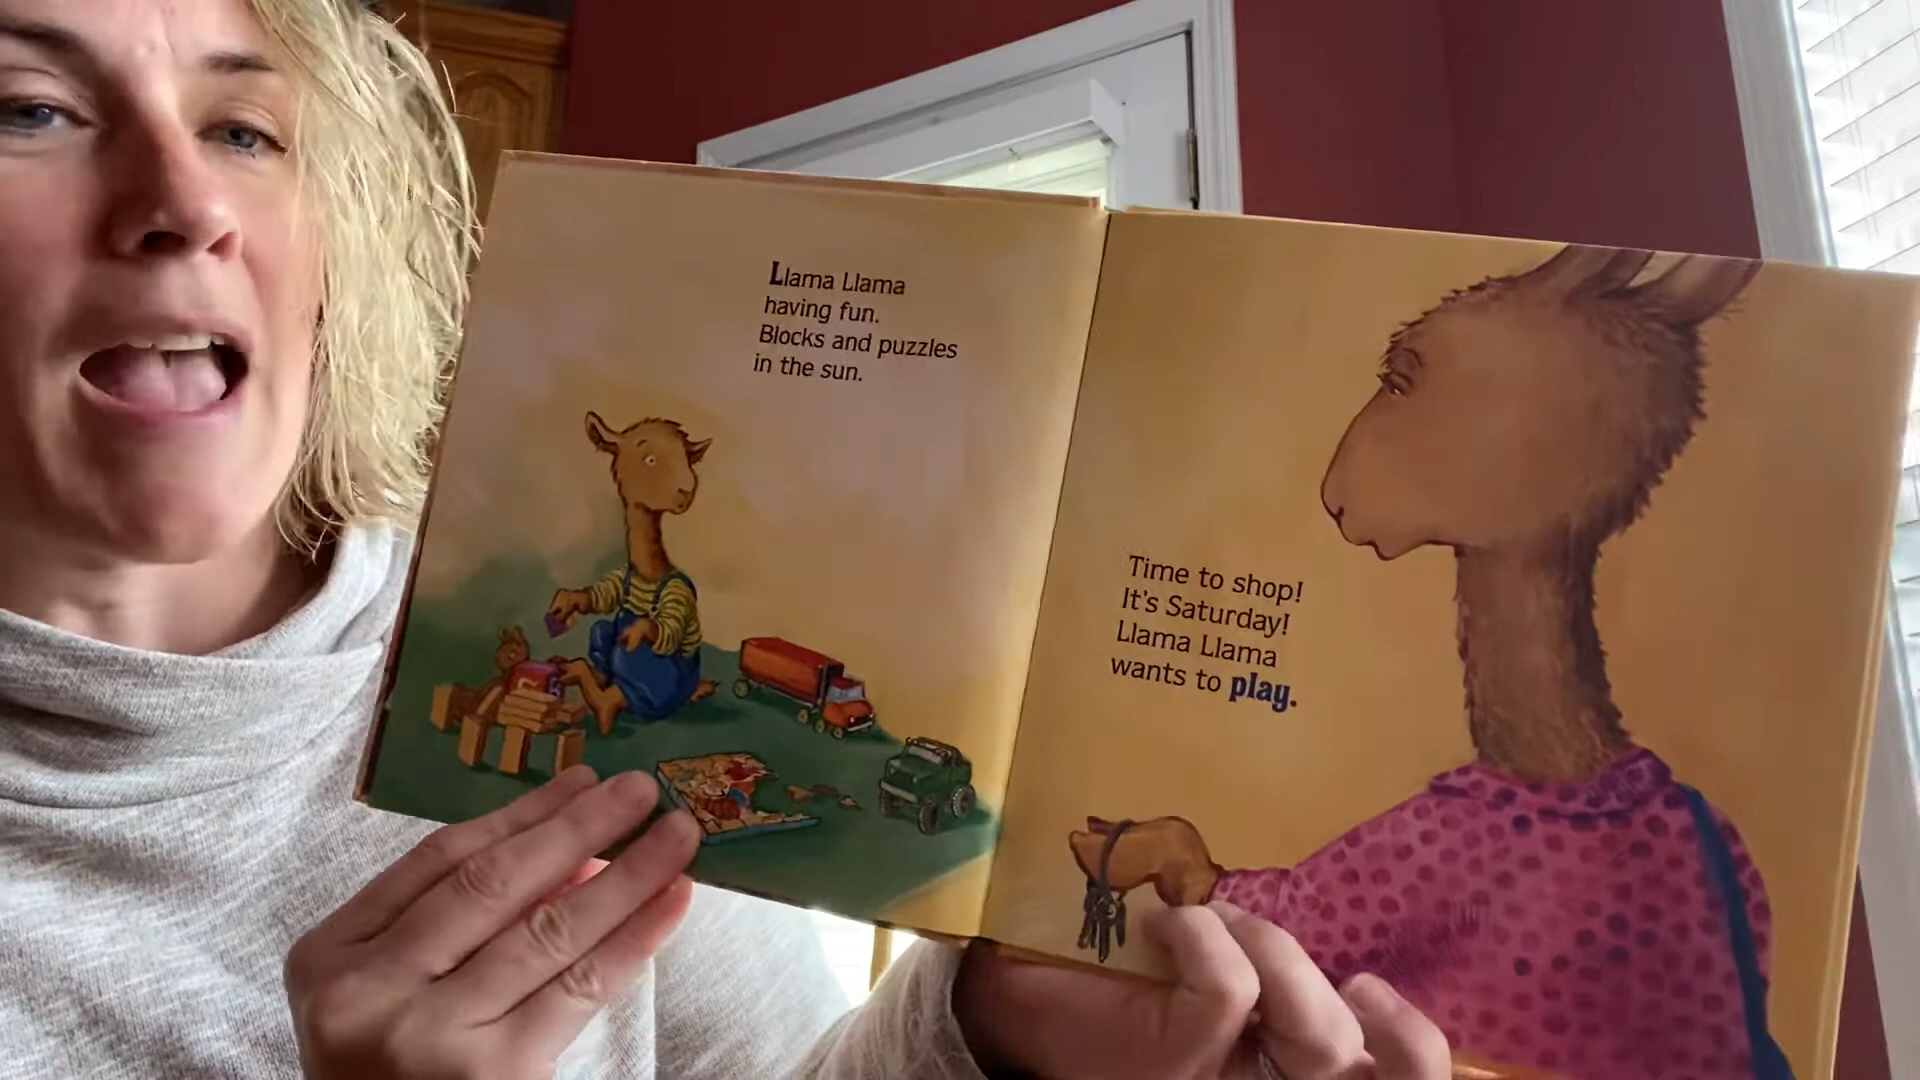 Llama Llama
having fun.
Blocks and puzzles
in the sun.
Time to shop!
It's Saturday!
Llama Llama
wants to play.